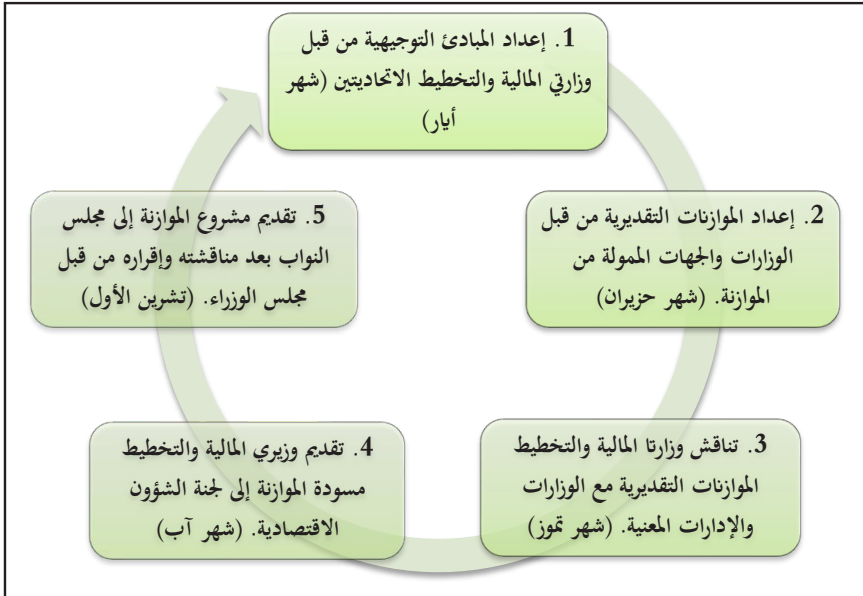 1. إعداد المبادئ التوجيهية من قبل
وزارتي المالية والتخطيط الاتحاديتين (شهر
أيار)
2. إعداد الموازنات التقديرية من قبل
الوزارات والجهات الممولة من
الموازنة. (شهر حزيران)
3. تناقش وزارتا المالية والتخطيط
الموازنات التقديرية مع الوزارات
والإدارات المعنية. (شهر تموز)
4. تقديم وزيري المالية والتخطيط
مسودة الموازنة إلى لجنة الشؤون
الاقتصادية. (شهر آب)
5. تقديم مشروع الموازنة إلى مجلس
النواب بعد مناقشته وإقراره من قبل
مجلس الوزراء. (تشرين الأول)